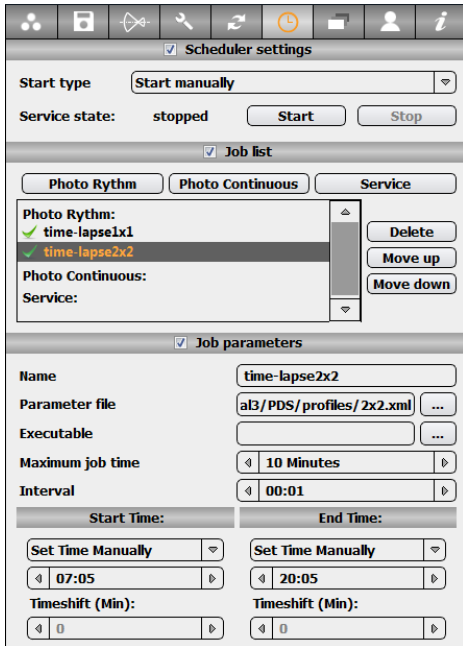 Scheduler settings
Start type Start manually
Service state: stopped Start Stop
Job list
Photo Rythm Photo Continuous Service
Photo Rythm:
time-lapse1x1
time-lapse2x2
Photo Continuous:
Service:
Delete
Move up
Move down
Job parameters
Name time-lapse2x2
Parameter file al3/PDS/profiles/2x2.xml ...
Executable ...
Maximum job time 10 Minutes
Interval 00:01
Start Time: End Time:
Set Time Manually Set Time Manually
07:05 20:05
Timeshift (Min): Timeshift (Min):
0 0